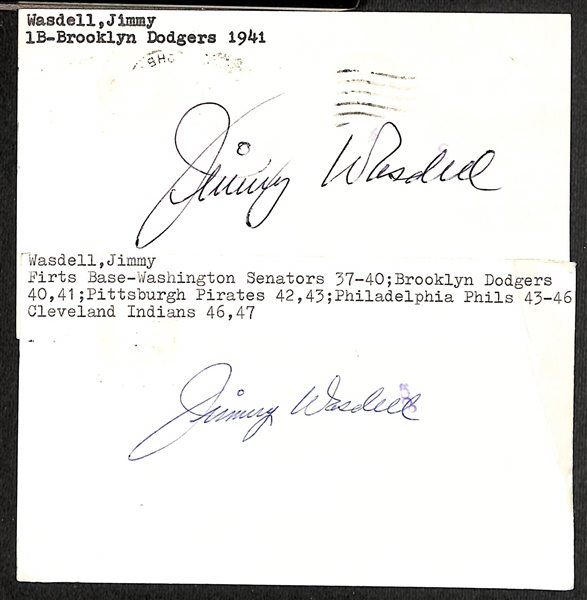 Wasdell,Jimmy
1B-Brooklyn Dodgers 1941
Jimmy Wasdell
Wasdell,Jimmy
Firts Base-Washington Senators 37-40;Brooklyn Dodgers
40,41;Pittsburgh Pirates 42,43;Philadelphia Phils 43-46
Cleveland Indians 46,47
Jimmy Wasdell